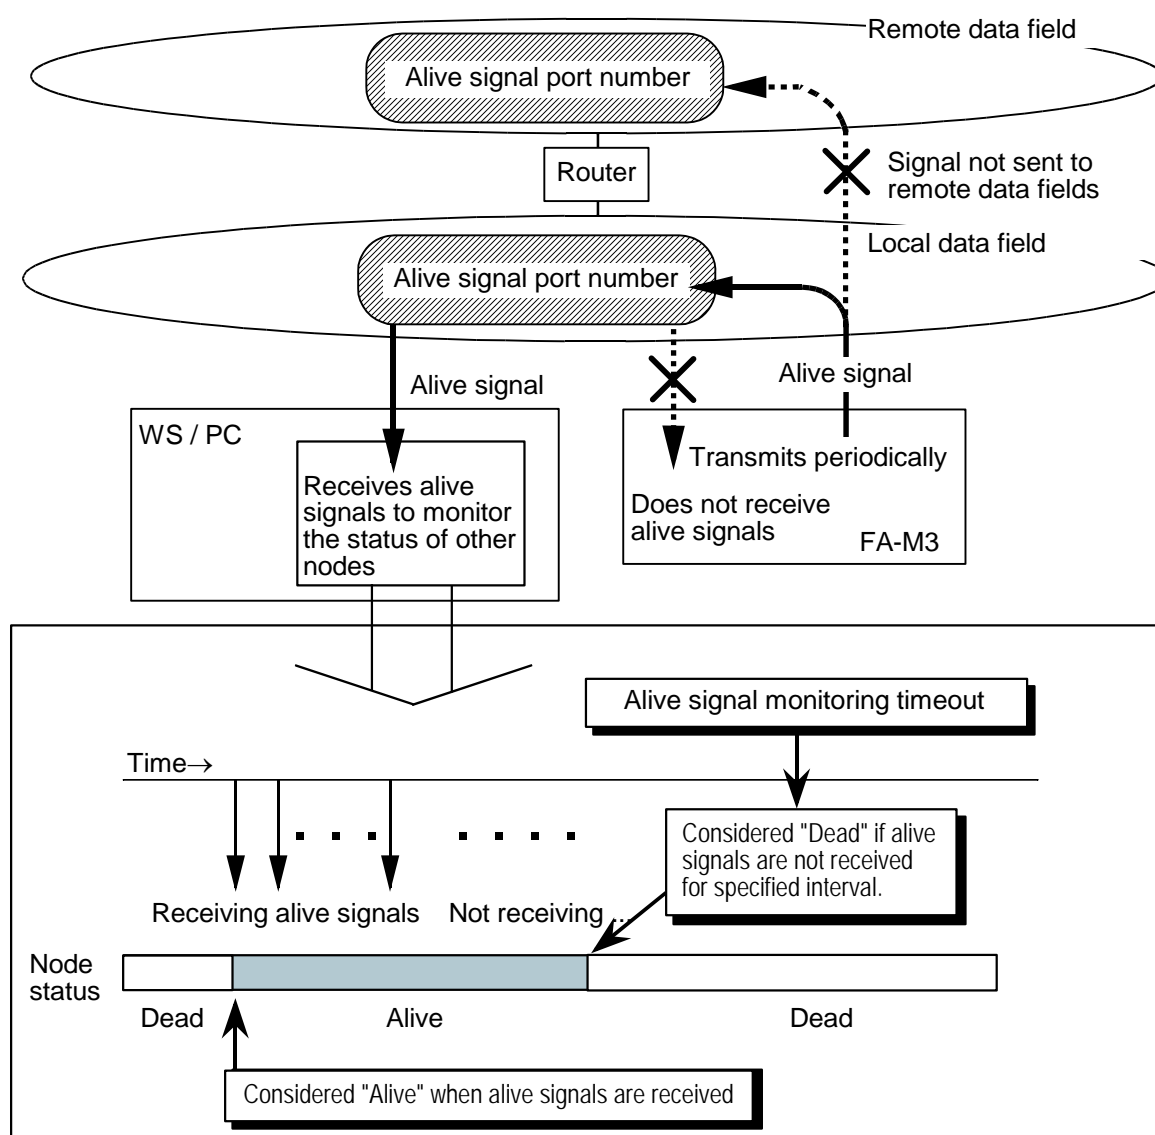 Remote data field
Alive signal port number
Router
Signal not sent to
remote data fields
Local data field
Alive signal port number
Alive signal
Alive signal
WS / PC
Receives alive
signals to monitor
the status of other
nodes
Transmits periodically
Does not receive
alive signals
FA-M3
Alive signal monitoring timeout
Time→
Considered "Dead" if alive
signals are not received
for specified interval.
Receiving alive signals
Not receiving ...
Node
status
Dead
Alive
Dead
Considered "Alive" when alive signals are received